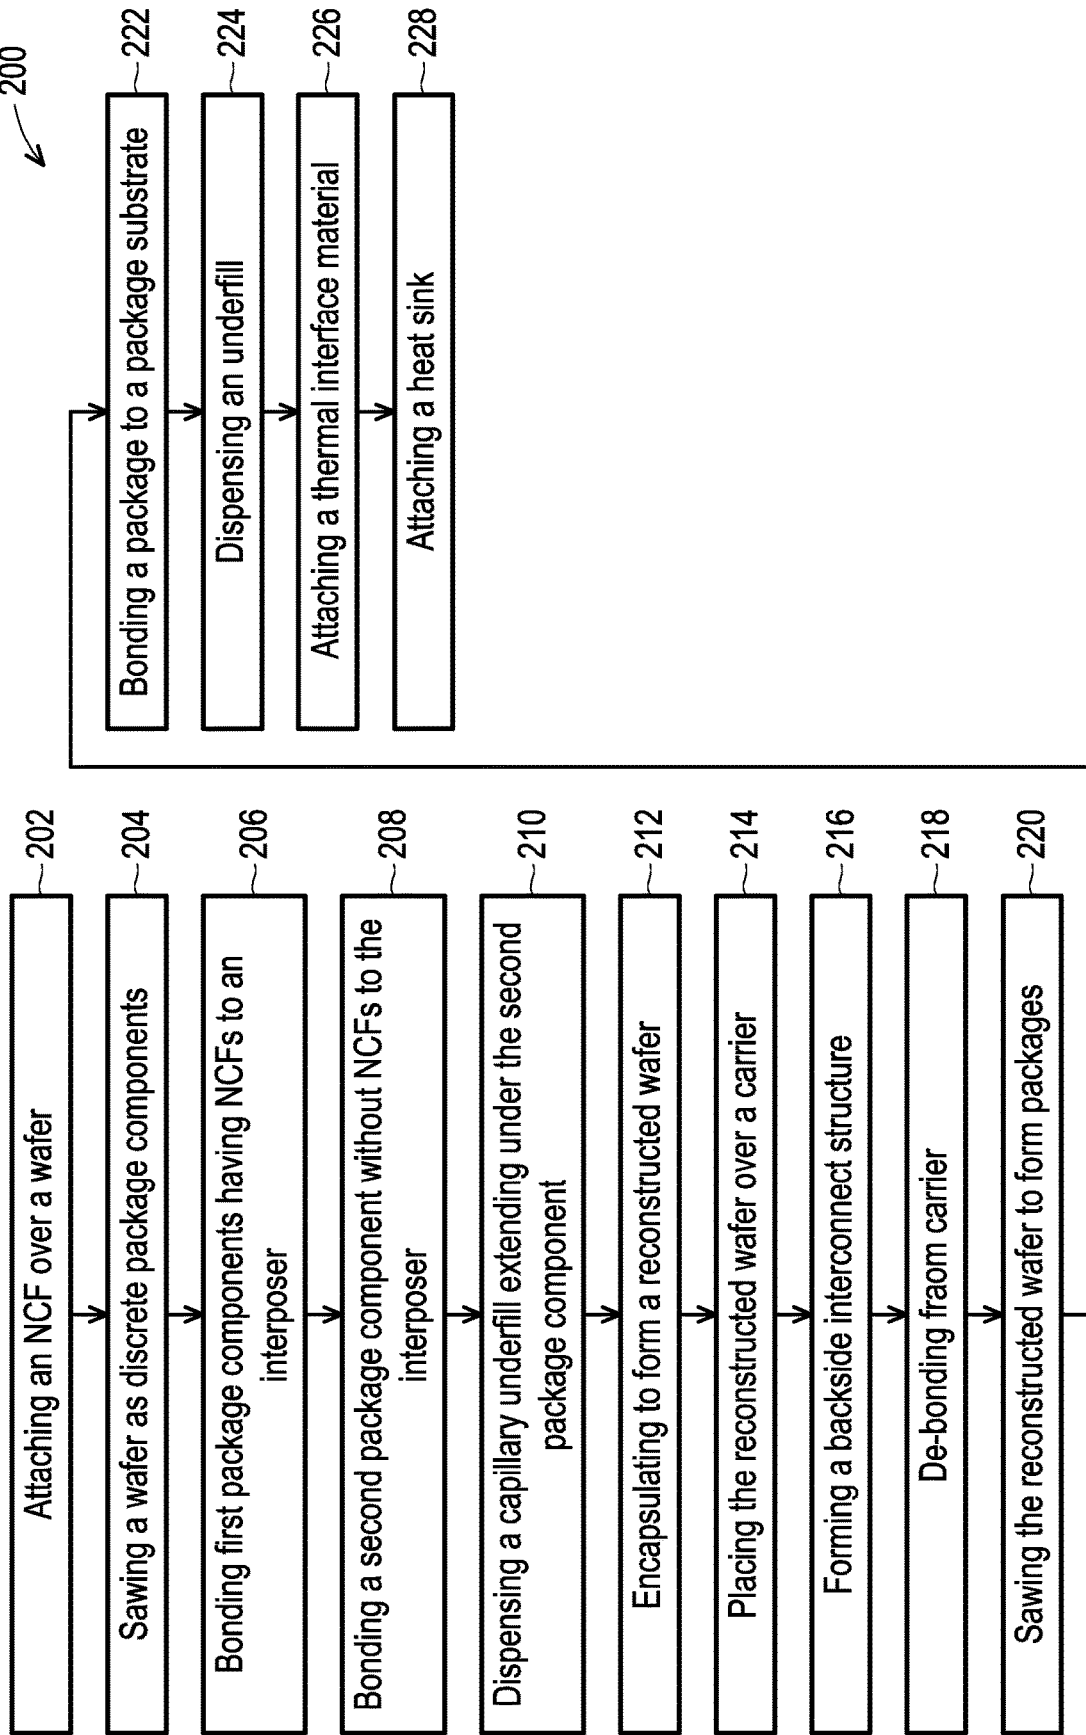 200
Attaching an NCF over a wafer
202
Sawing a wafer as discrete package components
204
Bonding first package components having NCFs to an
interposer
206
Bonding a second package component without NCFs to the
interposer
208
Dispensing a capillary underfill extending under the second
package component
210
Encapsulating to form a reconstructed wafer
212
Placing the reconstructed wafer over a carrier
214
Forming a backside interconnect structure
216
De-bonding fraom carrier
218
Sawing the reconstructed wafer to form packages
220
Bonding a package to a package substrate
222
Dispensing an underfill
224
Attaching a thermal interface material
226
Attaching a heat sink
228